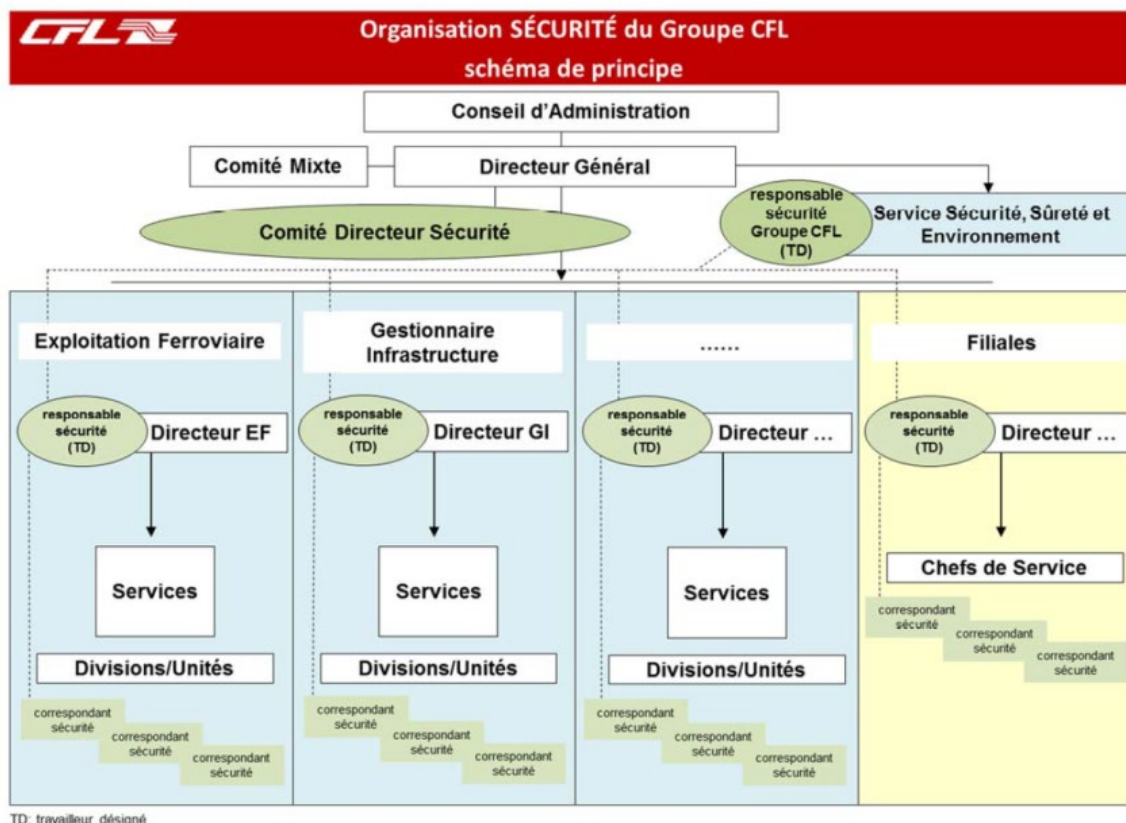 CFL
Organisation SÉCURITÉ du Groupe CFL
schéma de principe
Conseil d'Administration
Comité Mixte
Directeur Général
Comité Directeur Sécurité
responsable
sécurité
Groupe CFL
(TD)
Service Sécurité, Sûreté et
Environnement
Exploitation Ferroviaire
Gestionnaire
Infrastructure
……
Filiales
responsable
sécurité
(TD)
Directeur EF
responsable
sécurité
(TD)
Directeur GI
responsable
sécurité
(TD)
Directeur …
responsable
sécurité
(TD)
Directeur …
Services
Services
Services
Chefs de Service
Divisions/Unités
Divisions/Unités
Divisions/Unités
correspondant
sécurité
correspondant
sécurité
correspondant
sécurité
correspondant
sécurité
correspondant
sécurité
correspondant
sécurité
correspondant
sécurité
correspondant
sécurité
correspondant
sécurité
correspondant
sécurité
correspondant
sécurité
correspondant
sécurité
TD: travailleur désigné